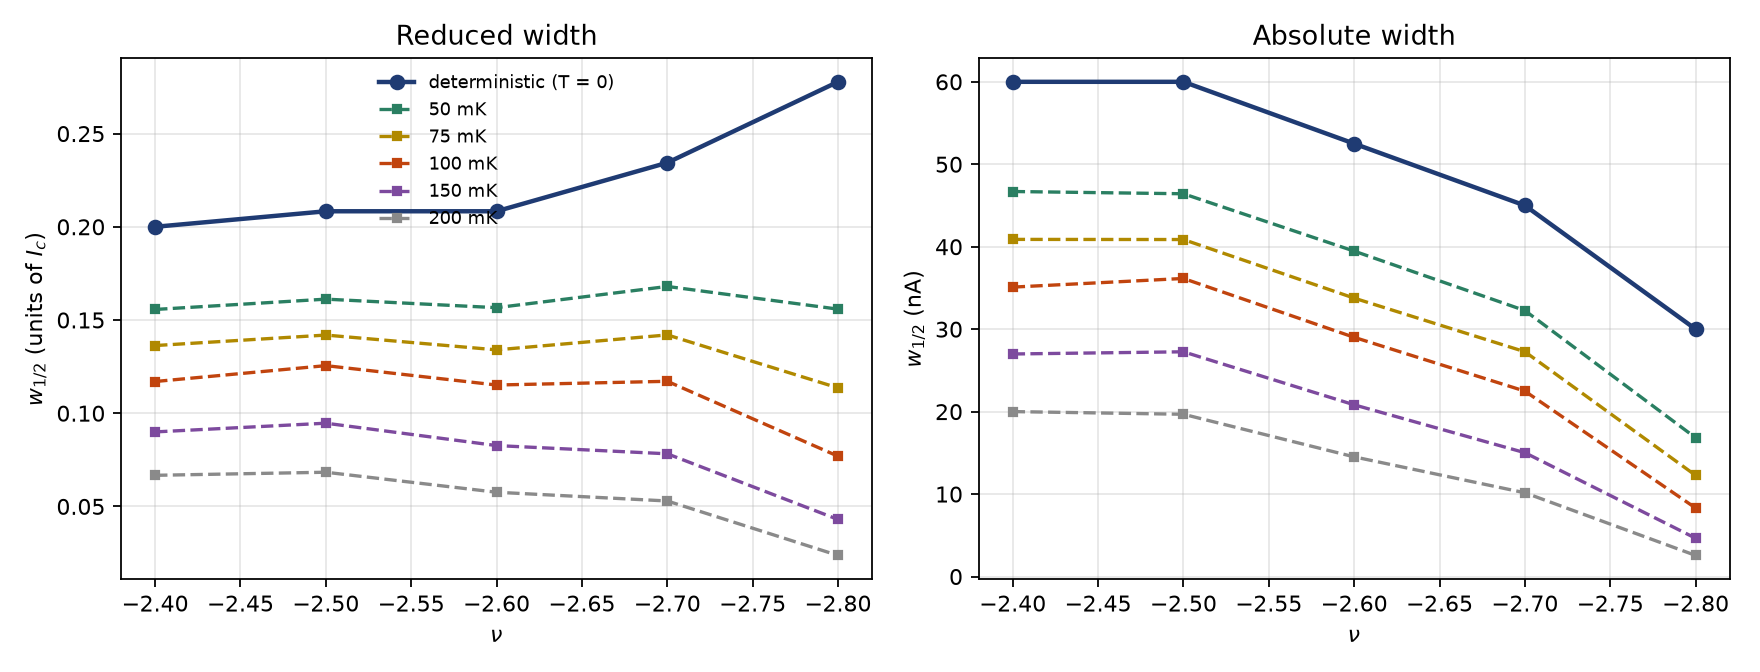 Reduced width
deterministic (T = 0)
50 mK
75 mK
100 mK
150 mK
200 mK
0.25
0.20
0.15
0.10
0.05
w1/2 (units of Ic)
−2.40 −2.45 −2.50 −2.55 −2.60 −2.65 −2.70 −2.75 −2.80
ν
Absolute width
60
50
40
30
20
10
0
w1/2 (nA)
−2.40 −2.45 −2.50 −2.55 −2.60 −2.65 −2.70 −2.75 −2.80
ν